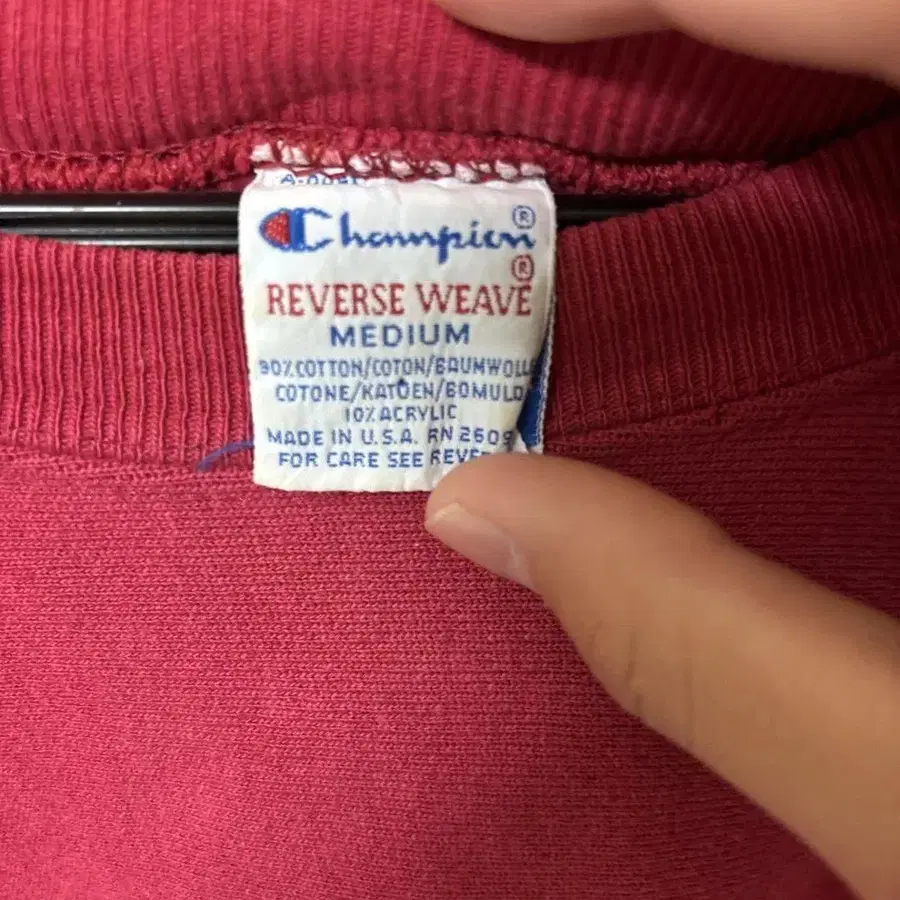 Champion®
REVERSE WEAVE®
MEDIUM
90% COTTON/COTON/BAUMWOLLE
COTONE/KATOEN/BOMULD
10% ACRYLIC
MADE IN U.S.A. RN 26094
FOR CARE SEE